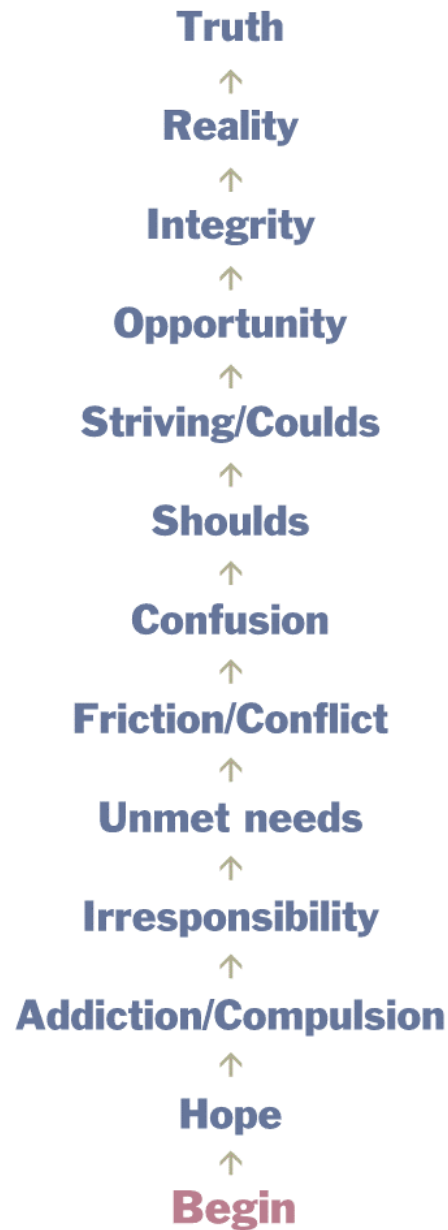 Truth
↑
Reality
↑
Integrity
↑
Opportunity
↑
Striving/Coulds
↑
Shoulds
↑
Confusion
↑
Friction/Conflict
↑
Unmet needs
↑
Irresponsibility
↑
Addiction/Compulsion
↑
Hope
↑
Begin